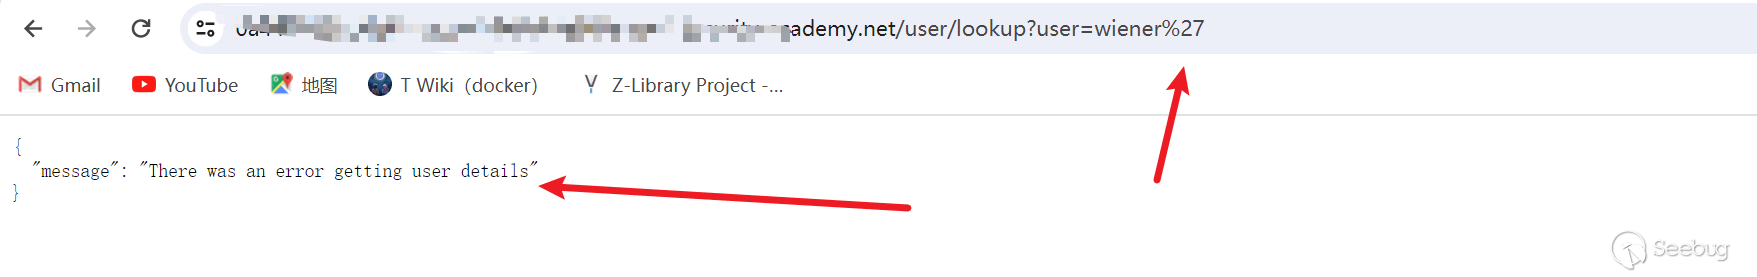 ademy.net/user/lookup?user=wiener%27
Gmail YouTube 地图 T Wiki（docker） Z-Library Project -...
{
"message": "There was an error getting user details"
}
Seebug